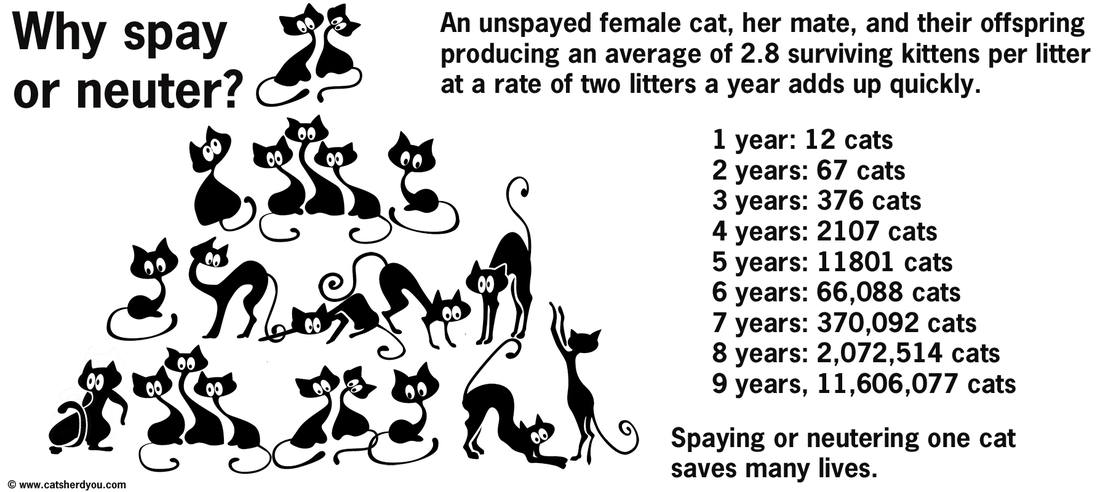 Why spay
or neuter?
An unspayed female cat, her mate, and their offspring
producing an average of 2.8 surviving kittens per litter
at a rate of two litters a year adds up quickly.
1 year: 12 cats
2 years: 67 cats
3 years: 376 cats
4 years: 2107 cats
5 years: 11801 cats
6 years: 66,088 cats
7 years: 370,092 cats
8 years: 2,072,514 cats
9 years, 11,606,077 cats
Spaying or neutering one cat
saves many lives.
© www.catsherdyou.com